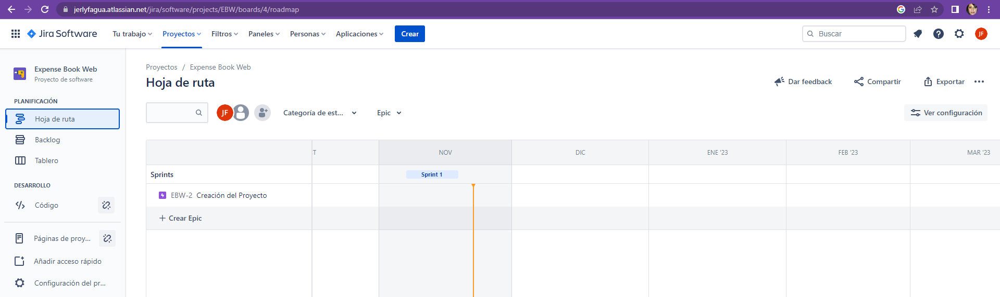 jerlyfagua.atlassian.net/jira/software/projects/EBW/boards/4/roadmap
Jira Software
Tu trabajo
Proyectos
Filtros
Paneles
Personas
Aplicaciones
Crear
Buscar
JF
Expense Book Web
Proyecto de software
PLANIFICACIÓN
Hoja de ruta
Backlog
Tablero
DESARROLLO
Código
Páginas de proy...
Añadir acceso rápido
Configuración del pr...
Proyectos / Expense Book Web
Hoja de ruta
Dar feedback
Compartir
Exportar
JF
Categoría de est...
Epic
Ver configuración
T
NOV
DIC
ENE '23
FEB '23
MAR '23
Sprints
Sprint 1
EBW-2 Creación del Proyecto
+ Crear Epic